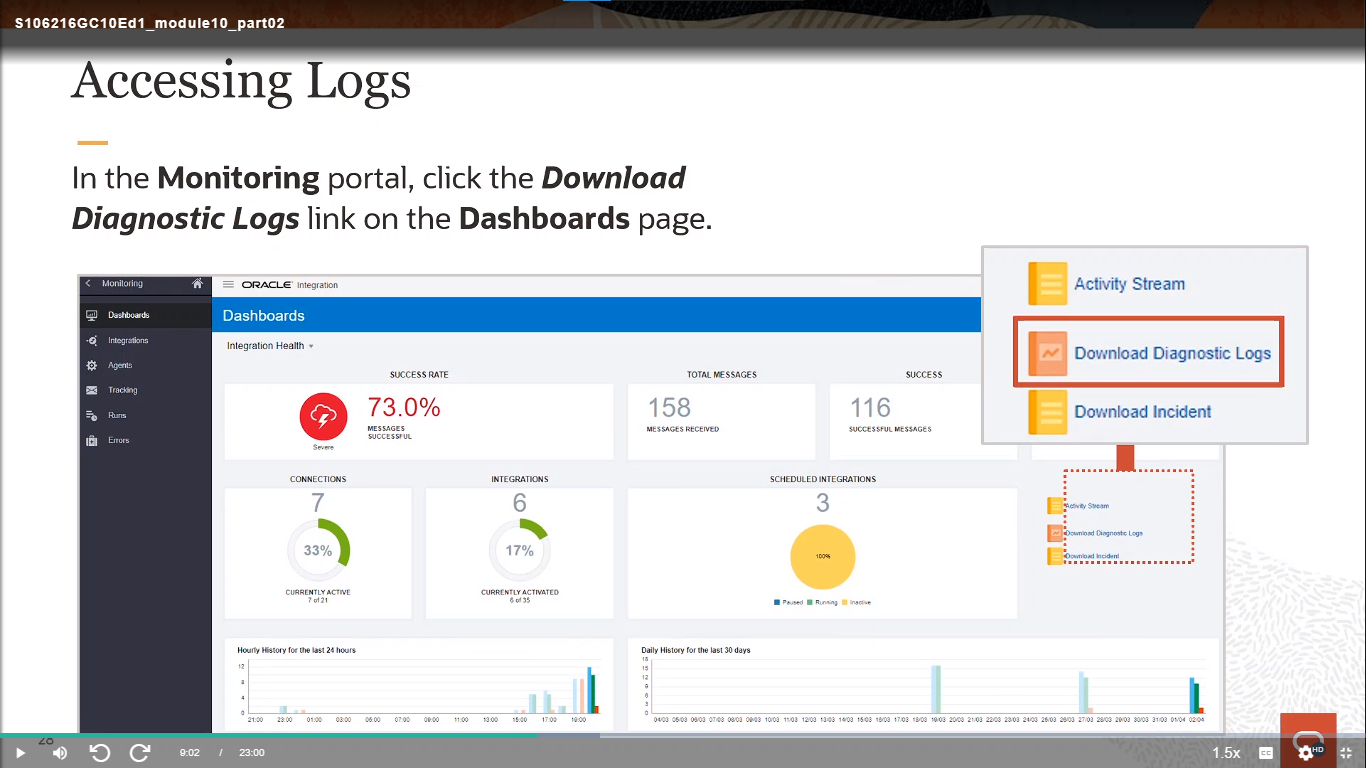 S106216GC10Ed1_module10_part02
Accessing Logs
In the Monitoring portal, click the Download
Diagnostic Logs link on the Dashboards page.
Monitoring
ORACLE Integration
Dashboards
Integrations
Agents
Tracking
Runs
Errors
Dashboards
Integration Health
SUCCESS RATE
73.0%
MESSAGES
SUCCESSFUL
Severe
TOTAL MESSAGES
158
MESSAGES RECEIVED
SUCCESS
116
SUCCESSFUL MESSAGES
Activity Stream
Download Diagnostic Logs
Download Incident
CONNECTIONS
7
33%
CURRENTLY ACTIVE
7 of 21
INTEGRATIONS
6
17%
CURRENTLY ACTIVATED
6 of 35
SCHEDULED INTEGRATIONS
3
100%
Paused Running Inactive
Activity Stream
Download Diagnostic Logs
Download Incident
Hourly History for the last 24 hours
12
8
4
0
21:00 23:00 01:00 03:00 05:00 07:00 09:00 11:00 13:00 15:00 17:00 19:00
Daily History for the last 30 days
18
15
12
9
6
3
0
04/03 05/03 06/03 07/03 08/03 09/03 10/03 11/03 12/03 13/03 14/03 15/03 16/03 17/03 18/03 19/03 20/03 21/03 22/03 23/03 24/03 25/03 26/03 27/03 28/03 29/03 30/03 31/03 01/04 02/04
28
9:02 / 23:00
1.5x
CC
HD